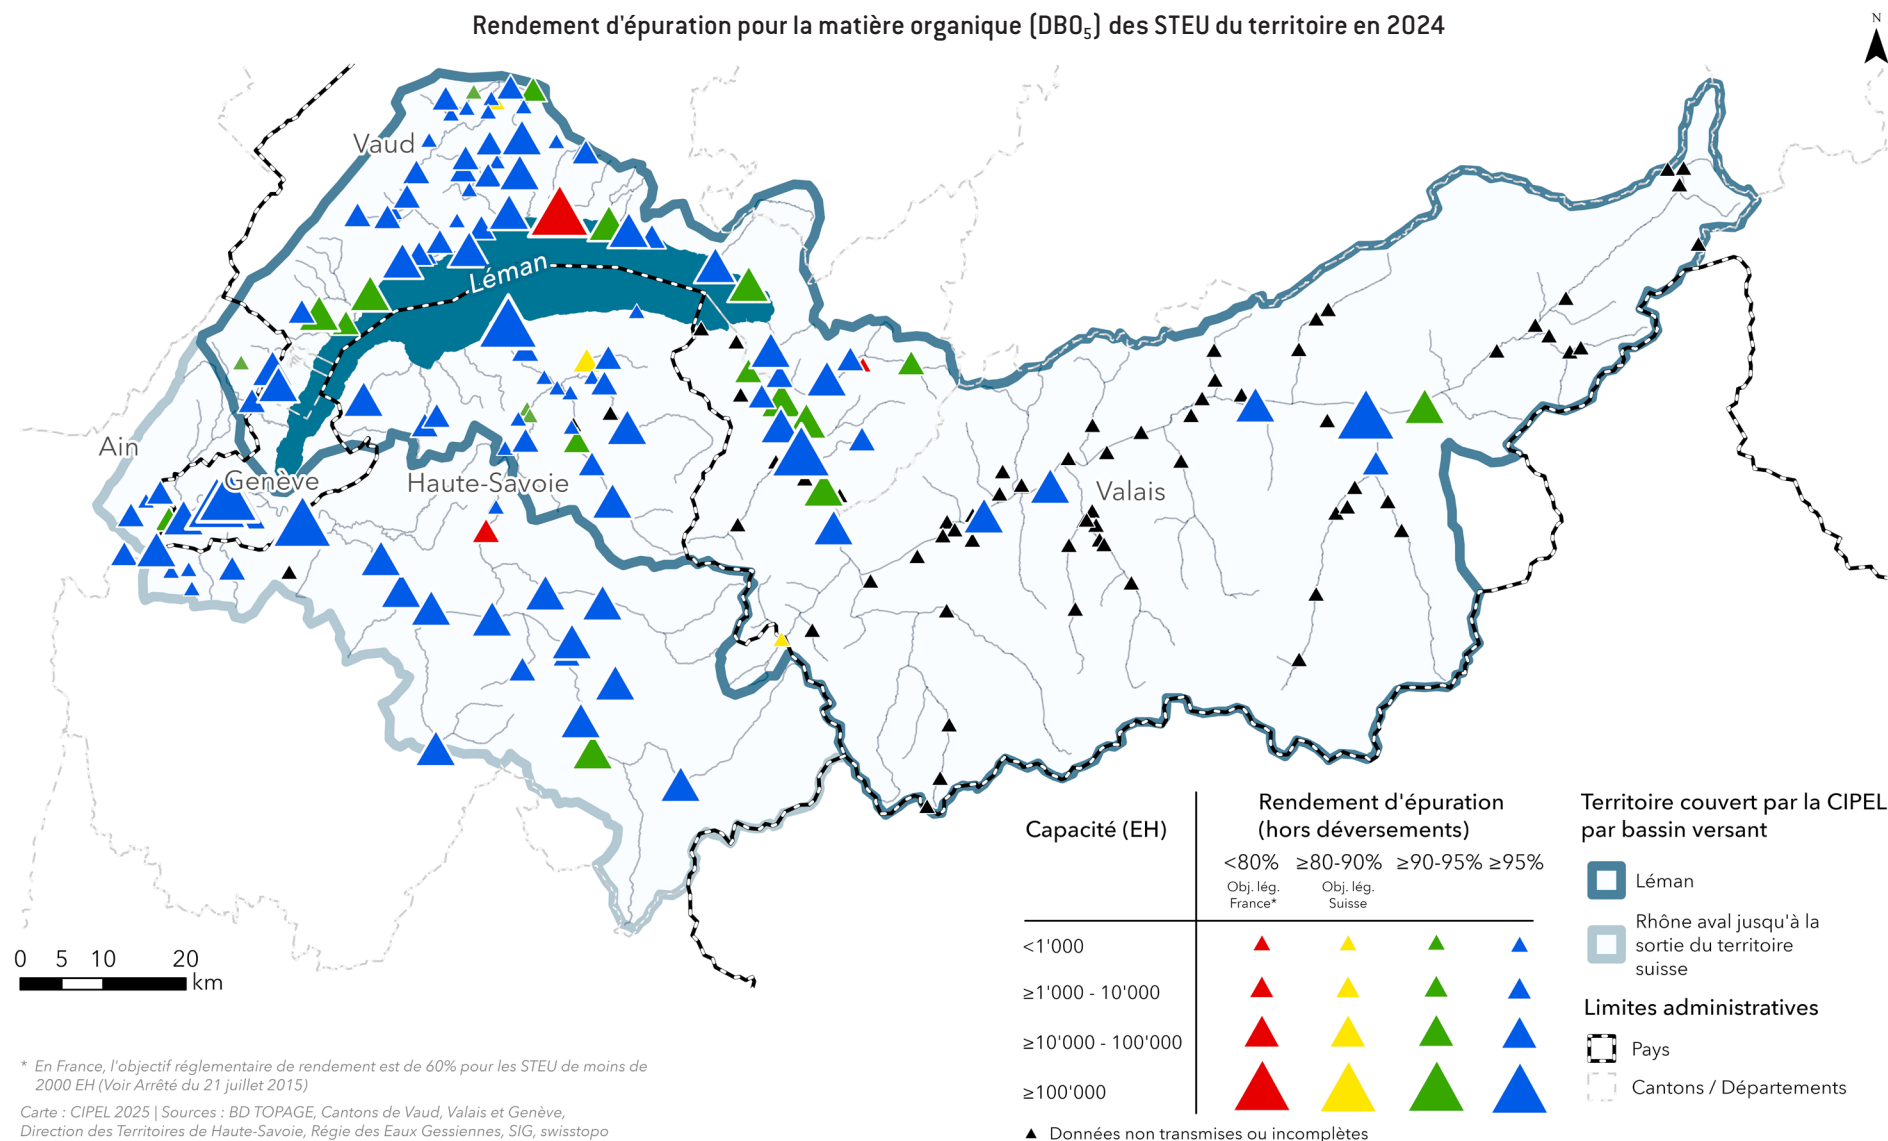 Rendement d'épuration pour la matière organique (DBO₅) des STEU du territoire en 2024
N
Vaud
Léman
Ain
Genève
Haute-Savoie
Valais
0 5 10 20
km
Capacité (EH)
Rendement d'épuration
(hors déversements)
<80% ≥80-90% ≥90-95% ≥95%
Obj. lég.
France*
Obj. lég.
Suisse
<1'000
≥1'000 - 10'000
≥10'000 - 100'000
≥100'000
Données non transmises ou incomplètes
Territoire couvert par la CIPEL
par bassin versant
Léman
Rhône aval jusqu'à la
sortie du territoire
suisse
Limites administratives
Pays
Cantons / Départements
* En France, l'objectif réglementaire de rendement est de 60% pour les STEU de moins de
2000 EH (Voir Arrêté du 21 juillet 2015)
Carte : CIPEL 2025 | Sources : BD TOPAGE, Cantons de Vaud, Valais et Genève,
Direction des Territoires de Haute-Savoie, Régie des Eaux Gessiennes, SIG, swisstopo